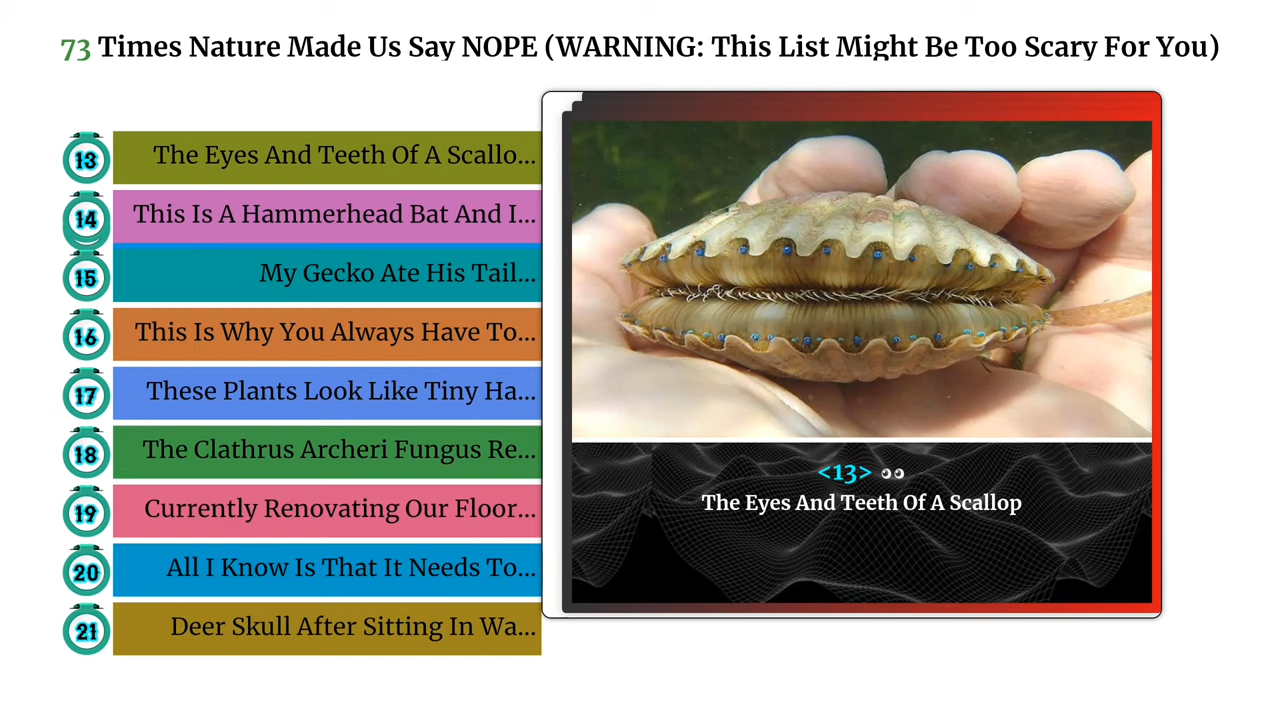 73 Times Nature Made Us Say NOPE (WARNING: This List Might Be Too Scary For You)
13 The Eyes And Teeth Of A Scallo...
14 This Is A Hammerhead Bat And I...
15 My Gecko Ate His Tail...
16 This Is Why You Always Have To...
17 These Plants Look Like Tiny Ha...
18 The Clathrus Archeri Fungus Re...
19 Currently Renovating Our Floor...
20 All I Know Is That It Needs To...
21 Deer Skull After Sitting In Wa...
<13> 👀
The Eyes And Teeth Of A Scallop